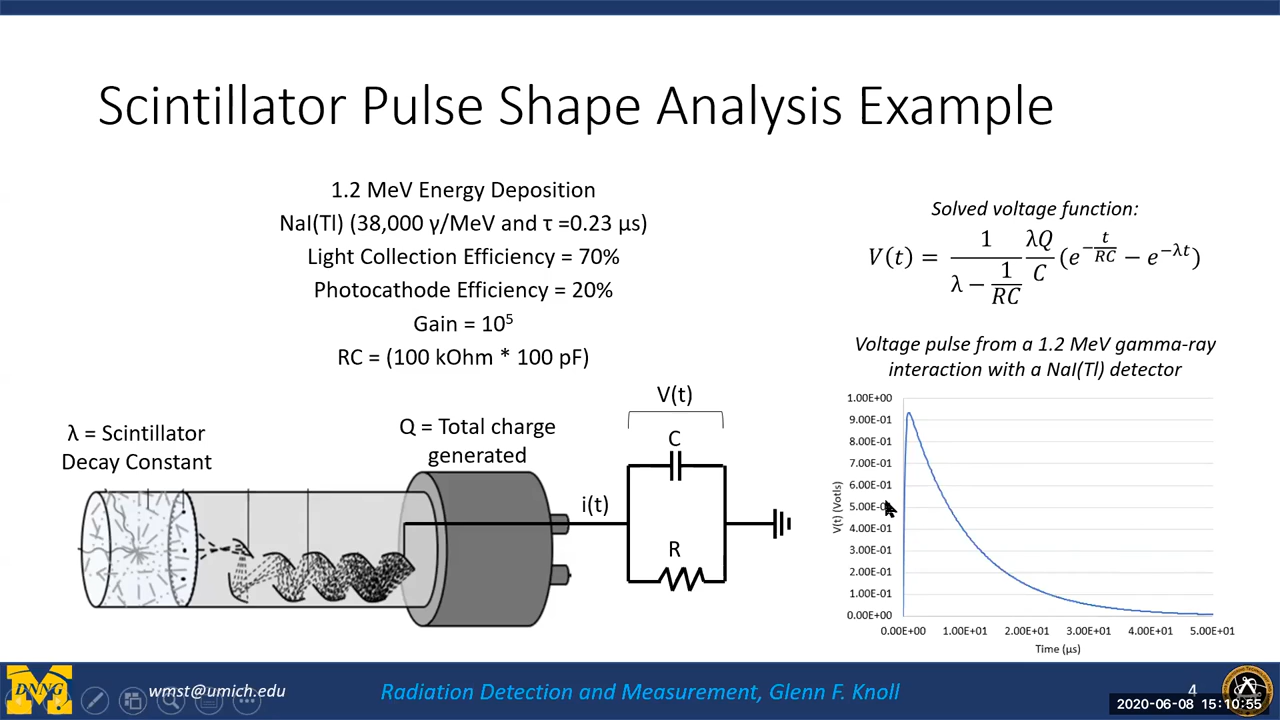 Scintillator Pulse Shape Analysis Example
1.2 MeV Energy Deposition
NaI(Tl) (38,000 γ/MeV and τ =0.23 μs)
Light Collection Efficiency = 70%
Photocathode Efficiency = 20%
Gain = 10⁵
RC = (100 kOhm * 100 pF)
Solved voltage function:
V(t) = 1/(λ − 1/RC) λQ/C (e^(−t/RC) − e^(−λt))
Voltage pulse from a 1.2 MeV gamma-ray
interaction with a NaI(Tl) detector
λ = Scintillator
Decay Constant
Q = Total charge
generated
i(t)
V(t)
C
R
V(t) (Votls)
1.00E+00
9.00E-01
8.00E-01
7.00E-01
6.00E-01
5.00E-01
4.00E-01
3.00E-01
2.00E-01
1.00E-01
0.00E+00
0.00E+00 1.00E+01 2.00E+01 3.00E+01 4.00E+01 5.00E+01
Time (μs)
DNNG
wmst@umich.edu
Radiation Detection and Measurement, Glenn F. Knoll
4
2020-06-08 15:10:55